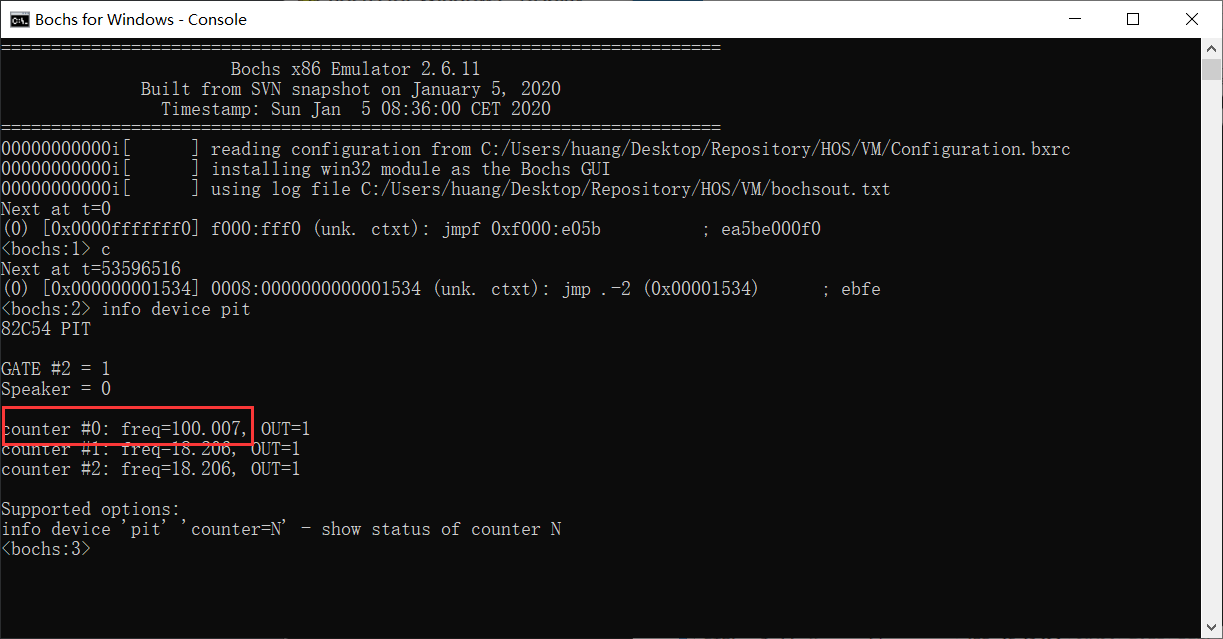 Bochs for Windows - Console
========================================================================
Bochs x86 Emulator 2.6.11
Built from SVN snapshot on January 5, 2020
Timestamp: Sun Jan  5 08:36:00 CET 2020
========================================================================
00000000000i[      ] reading configuration from C:/Users/huang/Desktop/Repository/HOS/VM/Configuration.bxrc
00000000000i[      ] installing win32 module as the Bochs GUI
00000000000i[      ] using log file C:/Users/huang/Desktop/Repository/HOS/VM/bochsout.txt
Next at t=0
(0) [0x0000fffffff0] f000:fff0 (unk. ctxt): jmpf 0xf000:e05b          ; ea5be000f0
<bochs:1> c
Next at t=53596516
(0) [0x000000001534] 0008:0000000000001534 (unk. ctxt): jmp .-2 (0x00001534)      ; ebfe
<bochs:2> info device pit
82C54 PIT
GATE #2 = 1
Speaker = 0
counter #0: freq=100.007, OUT=1
counter #1: freq=18.206, OUT=1
counter #2: freq=18.206, OUT=1
Supported options:
info device 'pit' 'counter=N' - show status of counter N
<bochs:3>